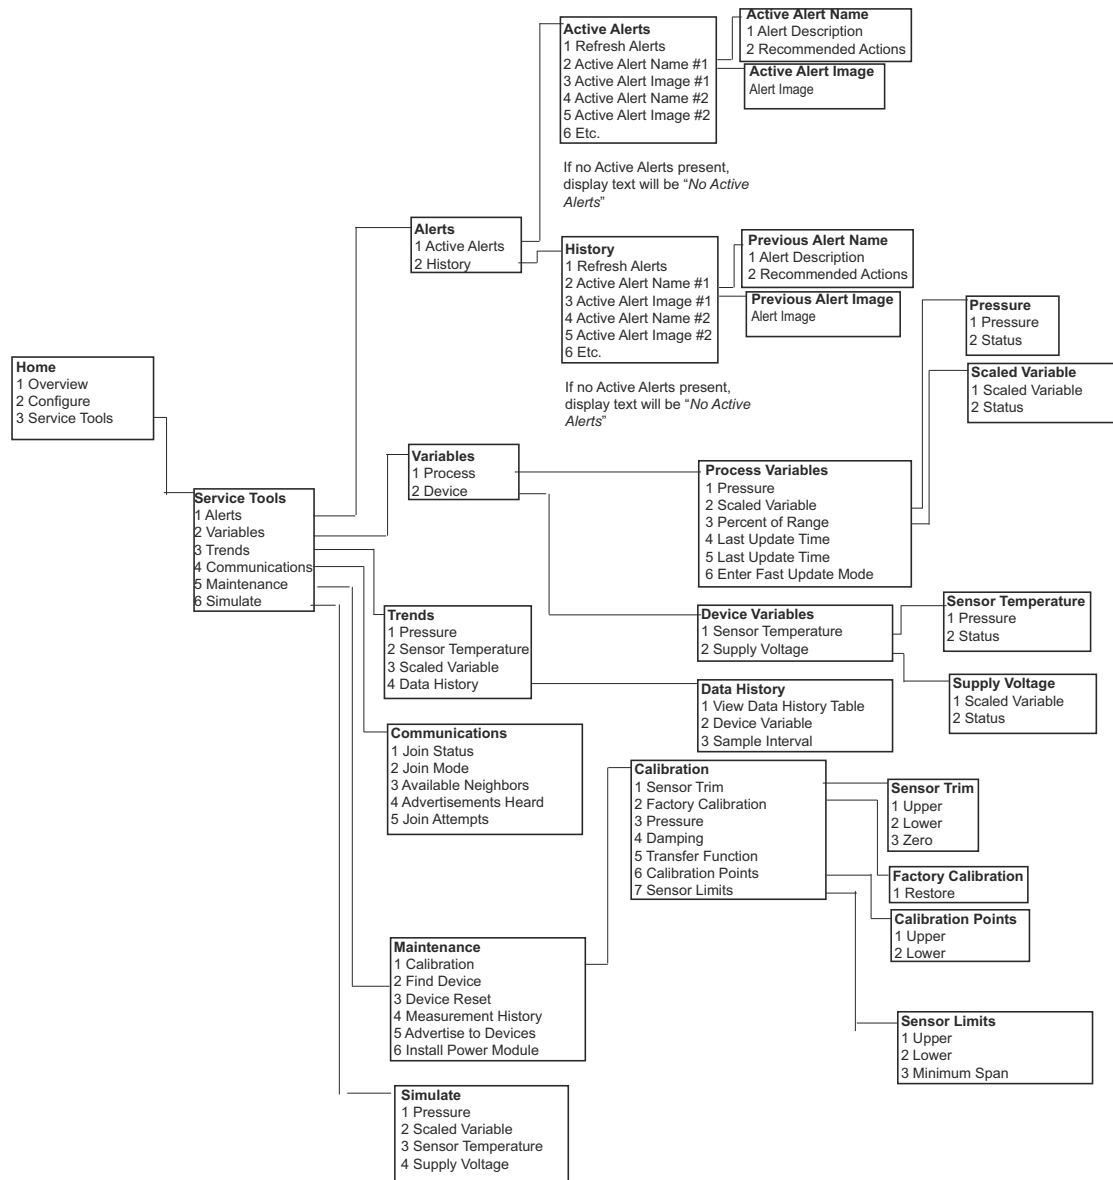 Active Alert Name
1 Alert Description
2 Recommended Actions
Active Alerts
1 Refresh Alerts
2 Active Alert Name #1
3 Active Alert Image #1
4 Active Alert Name #2
5 Active Alert Image #2
6 Etc.
Active Alert Image
Alert Image
If no Active Alerts present,
display text will be “No Active
Alerts”
Alerts
1 Active Alerts
2 History
History
1 Refresh Alerts
2 Active Alert Name #1
3 Active Alert Image #1
4 Active Alert Name #2
5 Active Alert Image #2
6 Etc.
Previous Alert Name
1 Alert Description
2 Recommended Actions
Previous Alert Image
Alert Image
If no Active Alerts present,
display text will be “No Active
Alerts”
Pressure
1 Pressure
2 Status
Scaled Variable
1 Scaled Variable
2 Status
Home
1 Overview
2 Configure
3 Service Tools
Variables
1 Process
2 Device
Process Variables
1 Pressure
2 Scaled Variable
3 Percent of Range
4 Last Update Time
5 Last Update Time
6 Enter Fast Update Mode
Service Tools
1 Alerts
2 Variables
3 Trends
4 Communications
5 Maintenance
6 Simulate
Device Variables
1 Sensor Temperature
2 Supply Voltage
Sensor Temperature
1 Pressure
2 Status
Supply Voltage
1 Scaled Variable
2 Status
Trends
1 Pressure
2 Sensor Temperature
3 Scaled Variable
4 Data History
Data History
1 View Data History Table
2 Device Variable
3 Sample Interval
Communications
1 Join Status
2 Join Mode
3 Available Neighbors
4 Advertisements Heard
5 Join Attempts
Calibration
1 Sensor Trim
2 Factory Calibration
3 Pressure
4 Damping
5 Transfer Function
6 Calibration Points
7 Sensor Limits
Sensor Trim
1 Upper
2 Lower
3 Zero
Factory Calibration
1 Restore
Calibration Points
1 Upper
2 Lower
Maintenance
1 Calibration
2 Find Device
3 Device Reset
4 Measurement History
5 Advertise to Devices
6 Install Power Module
Sensor Limits
1 Upper
2 Lower
3 Minimum Span
Simulate
1 Pressure
2 Scaled Variable
3 Sensor Temperature
4 Supply Voltage